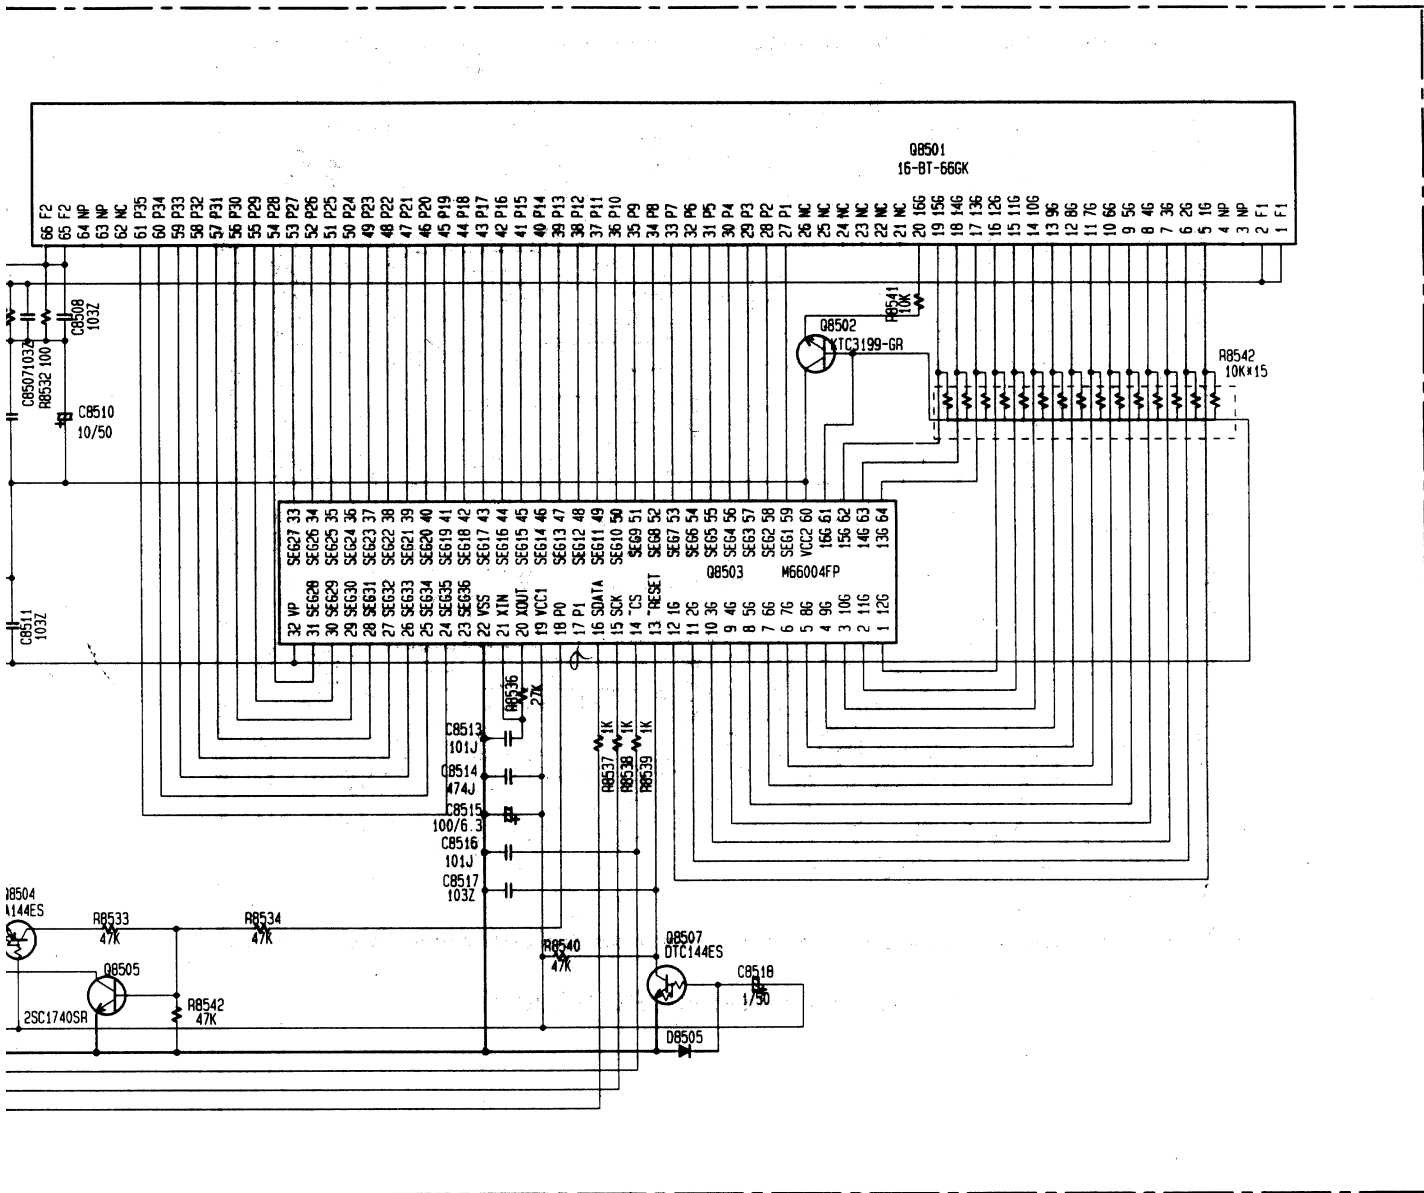 Q8501
16-BT-66GK
66 F2
65 F2
64 NP
63 NP
62 NC
61 P35
60 P34
59 P33
58 P32
57 P31
56 P30
55 P29
54 P28
53 P27
52 P26
51 P25
50 P24
49 P23
48 P22
47 P21
46 P20
45 P19
44 P18
43 P17
42 P16
41 P15
40 P14
39 P13
38 P12
37 P11
36 P10
35 P9
34 P8
33 P7
32 P6
31 P5
30 P4
29 P3
28 P2
27 P1
26 NC
25 NC
24 NC
23 NC
22 NC
21 NC
20 16G
19 15G
18 14G
17 13G
16 12G
15 11G
14 10G
13 9G
12 8G
11 7G
10 6G
9 5G
8 4G
7 3G
6 2G
5 1G
4 NP
3 NP
2 F1
1 F1
C8507 103Z
R8532 100
C8508
103Z
C8510
10/50
R8541
10K
Q8502
KTC3199-GR
R8542
10K*15
SEG27 33
SEG26 34
SEG25 35
SEG24 36
SEG23 37
SEG22 38
SEG21 39
SEG20 40
SEG19 41
SEG18 42
SEG17 43
SEG16 44
SEG15 45
SEG14 46
SEG13 47
SEG12 48
SEG11 49
SEG10 50
SEG9 51
SEG8 52
SEG7 53
SEG6 54
SEG5 55
SEG4 56
SEG3 57
SEG2 58
SEG1 59
VCC2 60
16G 61
15G 62
14G 63
13G 64
Q8503
M66004FP
32 VP
31 SEG28
30 SEG29
29 SEG30
28 SEG31
27 SEG32
26 SEG33
25 SEG34
24 SEG35
23 SEG36
22 VSS
21 XIN
20 XOUT
19 VCC1
18 P0
17 P1
16 SDATA
15 SCK
14 ¯CS
13 ¯RESET
12 1G
11 2G
10 3G
9 4G
8 5G
7 6G
6 7G
5 8G
4 9G
3 10G
2 11G
1 12G
C8511
103Z
R8536
27K
C8513
101J
C8514
474J
C8515
100/6.3
C8516
101J
C8517
103Z
R8537
1K
R8538
1K
R8539
1K
Q8504
A144ES
R8533
47K
R8534
47K
Q8505
2SC1740SR
R8542
47K
R8540
47K
Q8507
DTC144ES
C8518
1/50
D8505